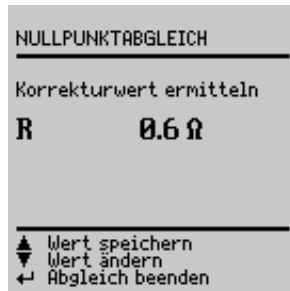 NULLPUNKTABGLEICH
Korrekturwert ermitteln
R 0.6 Ω
▲ Wert speichern
▼ Wert ändern
↵ Abgleich beenden